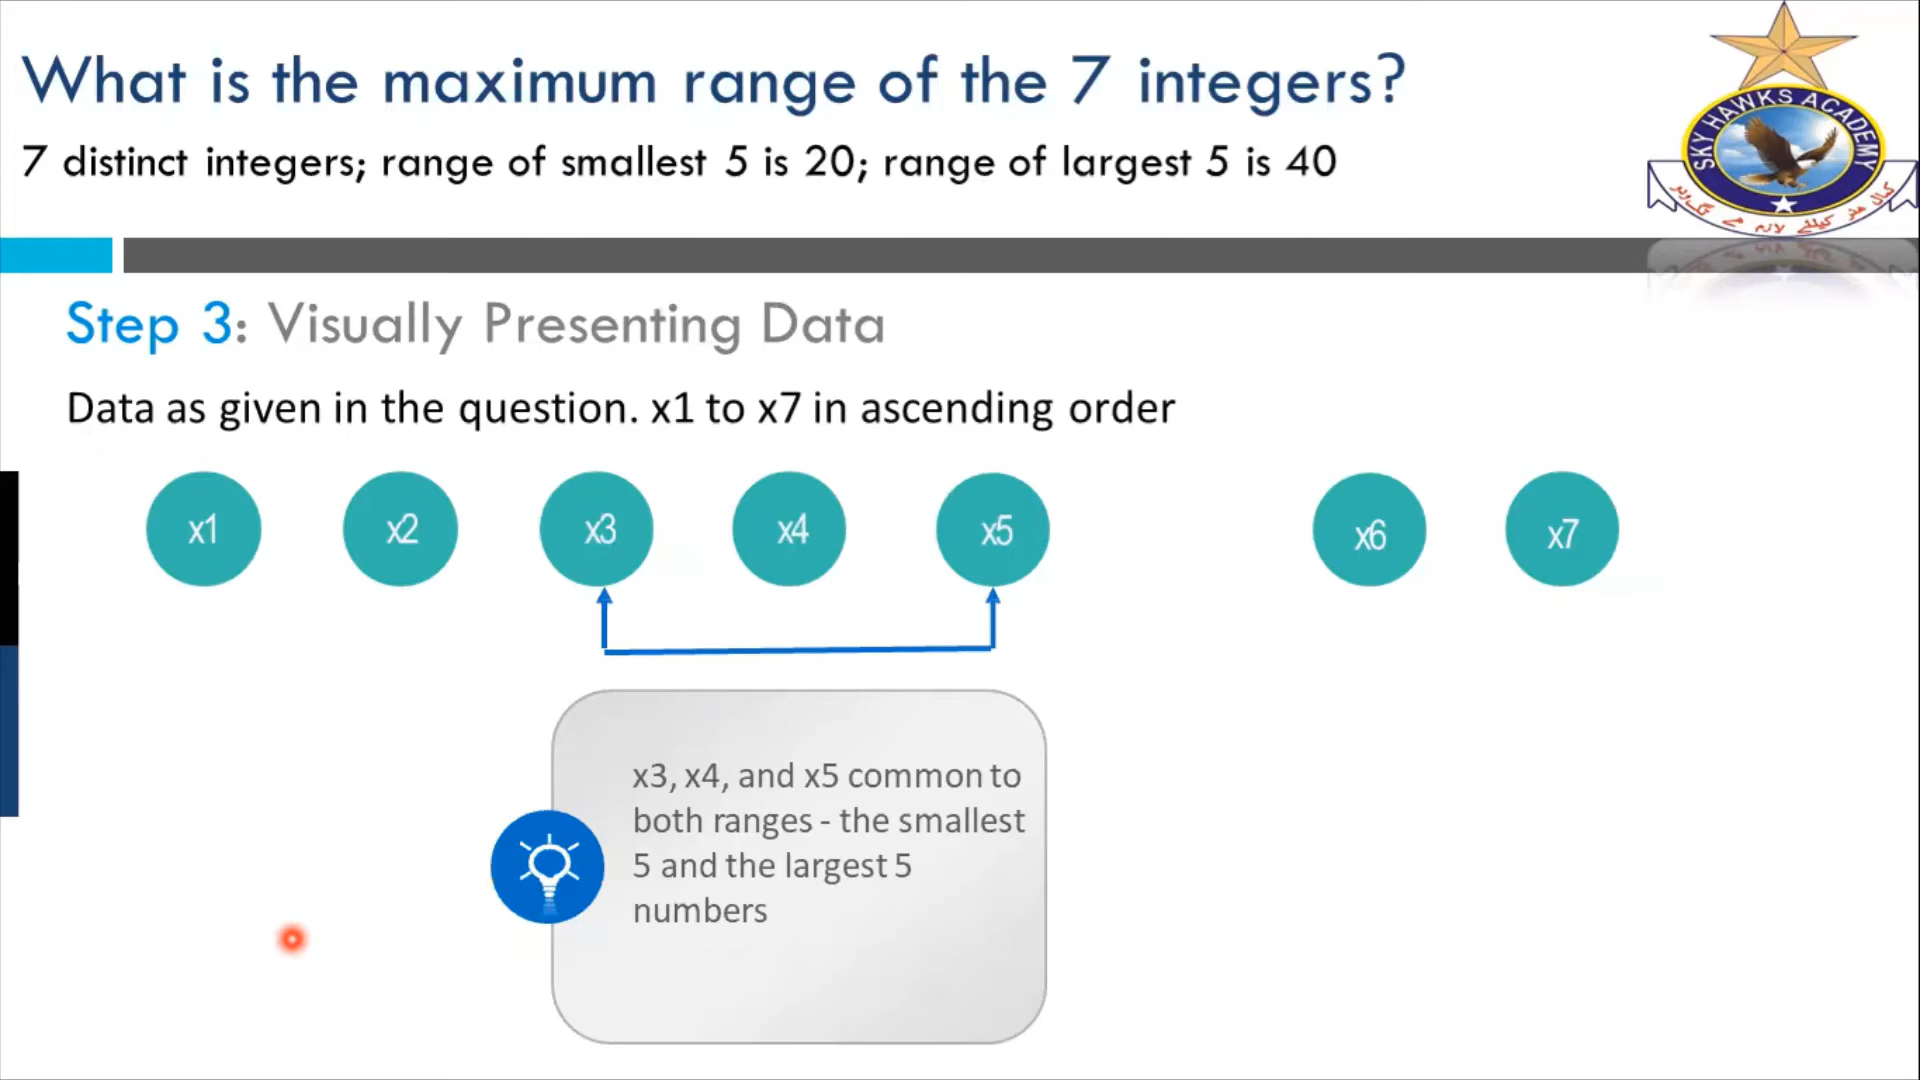 What is the maximum range of the 7 integers?
7 distinct integers; range of smallest 5 is 20; range of largest 5 is 40
SKY HAWKS ACADEMY
Step 3: Visually Presenting Data
Data as given in the question. x1 to x7 in ascending order
x1 x2 x3 x4 x5 x6 x7
x3, x4, and x5 common to
both ranges - the smallest
5 and the largest 5
numbers